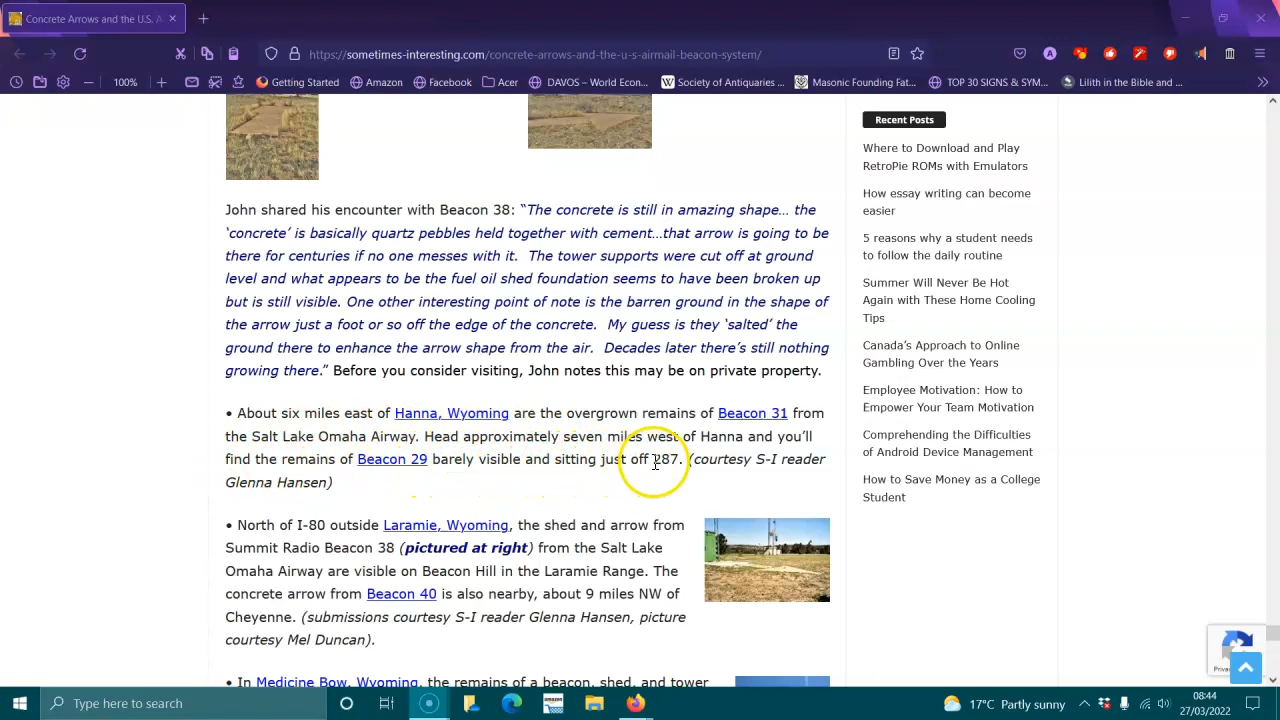 Concrete Arrows and the U.S. A
https://sometimes-interesting.com/concrete-arrows-and-the-u-s-airmail-beacon-system/
100%
Getting Started
Amazon
Facebook
Acer
DAVOS – World Econ...
Society of Antiquaries ...
Masonic Founding Fat...
TOP 30 SIGNS & SYM...
Lilith in the Bible and ...
John shared his encounter with Beacon 38: “The concrete is still in amazing shape… the
‘concrete’ is basically quartz pebbles held together with cement…that arrow is going to be
there for centuries if no one messes with it. The tower supports were cut off at ground
level and what appears to be the fuel oil shed foundation seems to have been broken up
but is still visible. One other interesting point of note is the barren ground in the shape of
the arrow just a foot or so off the edge of the concrete. My guess is they ‘salted’ the
ground there to enhance the arrow shape from the air. Decades later there’s still nothing
growing there.” Before you consider visiting, John notes this may be on private property.
• About six miles east of Hanna, Wyoming are the overgrown remains of Beacon 31 from
the Salt Lake Omaha Airway. Head approximately seven miles west of Hanna and you’ll
find the remains of Beacon 29 barely visible and sitting just off 287. (courtesy S-I reader
Glenna Hansen)
• North of I-80 outside Laramie, Wyoming, the shed and arrow from
Summit Radio Beacon 38 (pictured at right) from the Salt Lake
Omaha Airway are visible on Beacon Hill in the Laramie Range. The
concrete arrow from Beacon 40 is also nearby, about 9 miles NW of
Cheyenne. (submissions courtesy S-I reader Glenna Hansen, picture
courtesy Mel Duncan).
• In Medicine Bow, Wyoming, the remains of a beacon, shed, and tower
Recent Posts
Where to Download and Play
RetroPie ROMs with Emulators
How essay writing can become
easier
5 reasons why a student needs
to follow the daily routine
Summer Will Never Be Hot
Again with These Home Cooling
Tips
Canada’s Approach to Online
Gambling Over the Years
Employee Motivation: How to
Empower Your Team Motivation
Comprehending the Difficulties
of Android Device Management
How to Save Money as a College
Student
Type here to search
17°C Partly sunny
08:44
27/03/2022